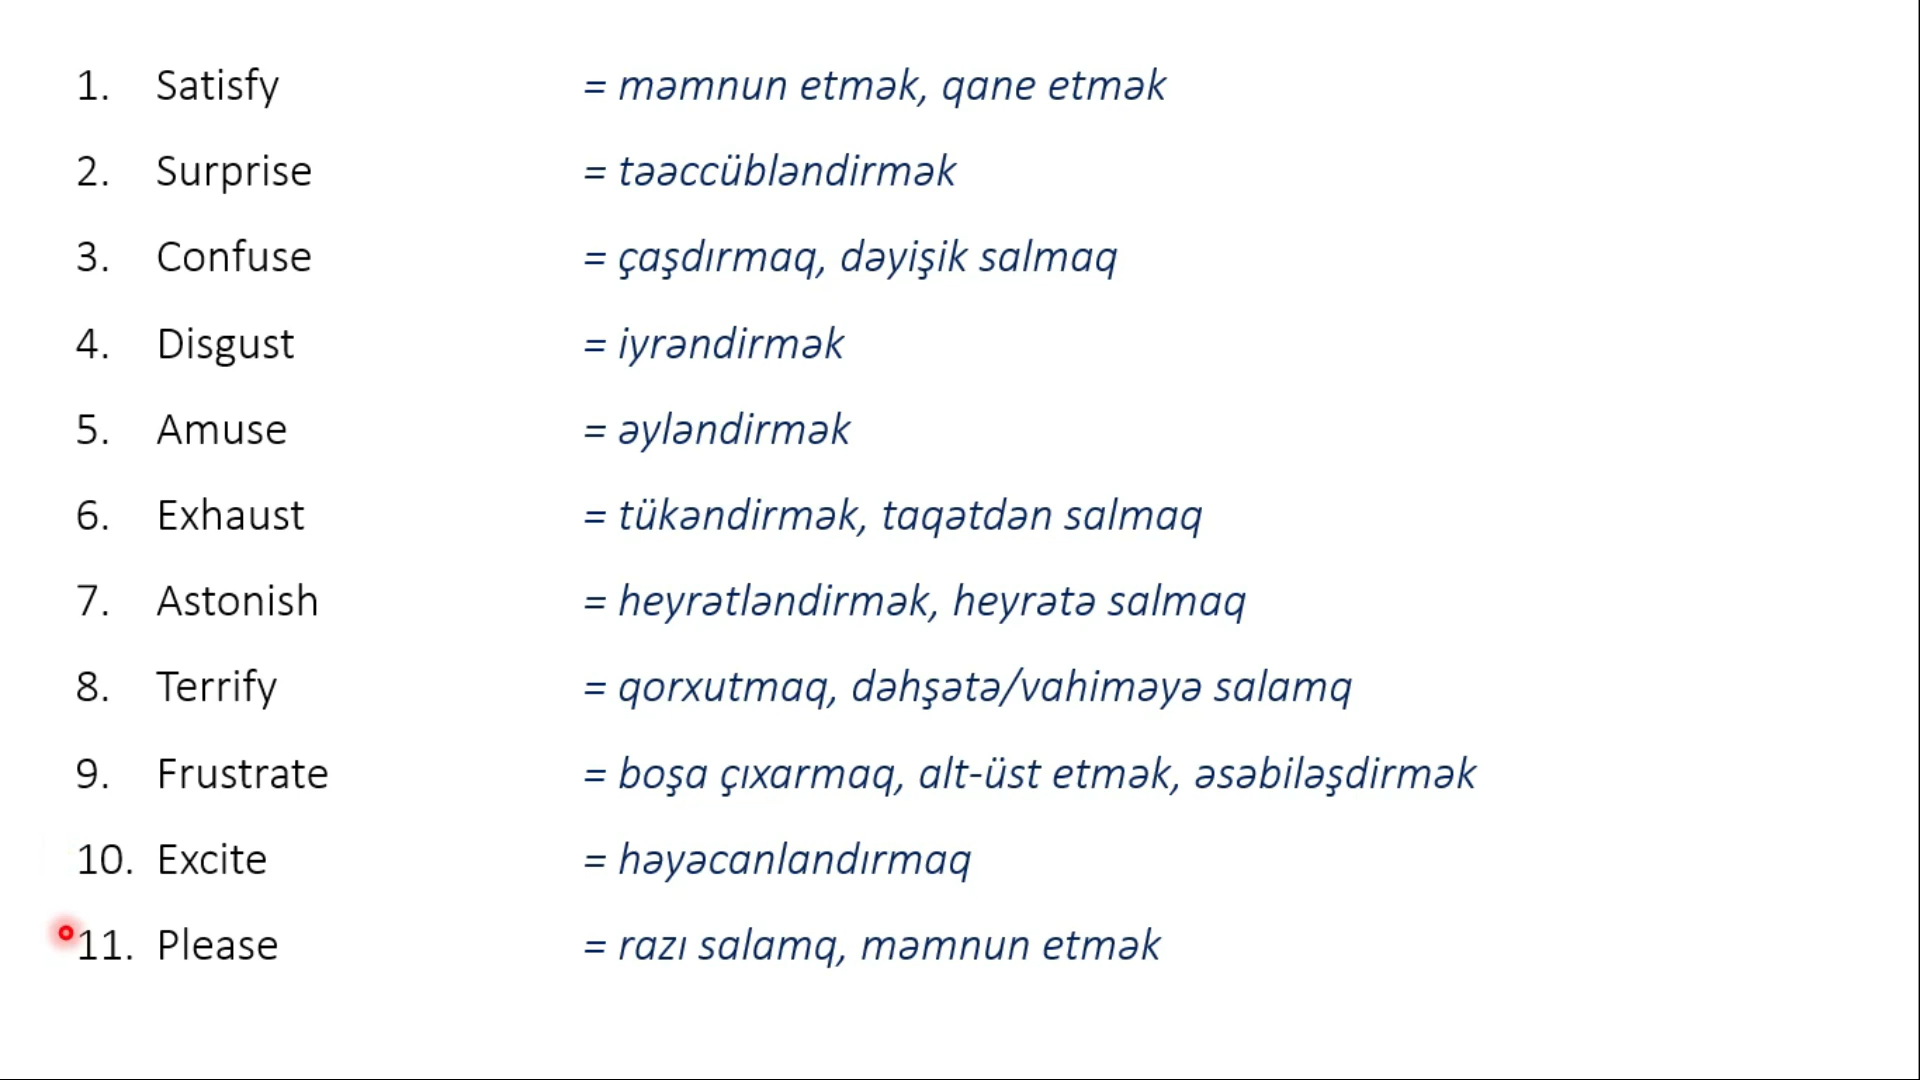 1. Satisfy = məmnun etmək, qane etmək
2. Surprise = təəccübləndirmək
3. Confuse = çaşdırmaq, dəyişik salmaq
4. Disgust = iyrəndirmək
5. Amuse = əyləndirmək
6. Exhaust = tükəndirmək, taqətdən salmaq
7. Astonish = heyrətləndirmək, heyrətə salmaq
8. Terrify = qorxutmaq, dəhşətə/vahiməyə salamq
9. Frustrate = boşa çıxarmaq, alt-üst etmək, əsəbiləşdirmək
10. Excite = həyəcanlandırmaq
11. Please = razı salamq, məmnun etmək